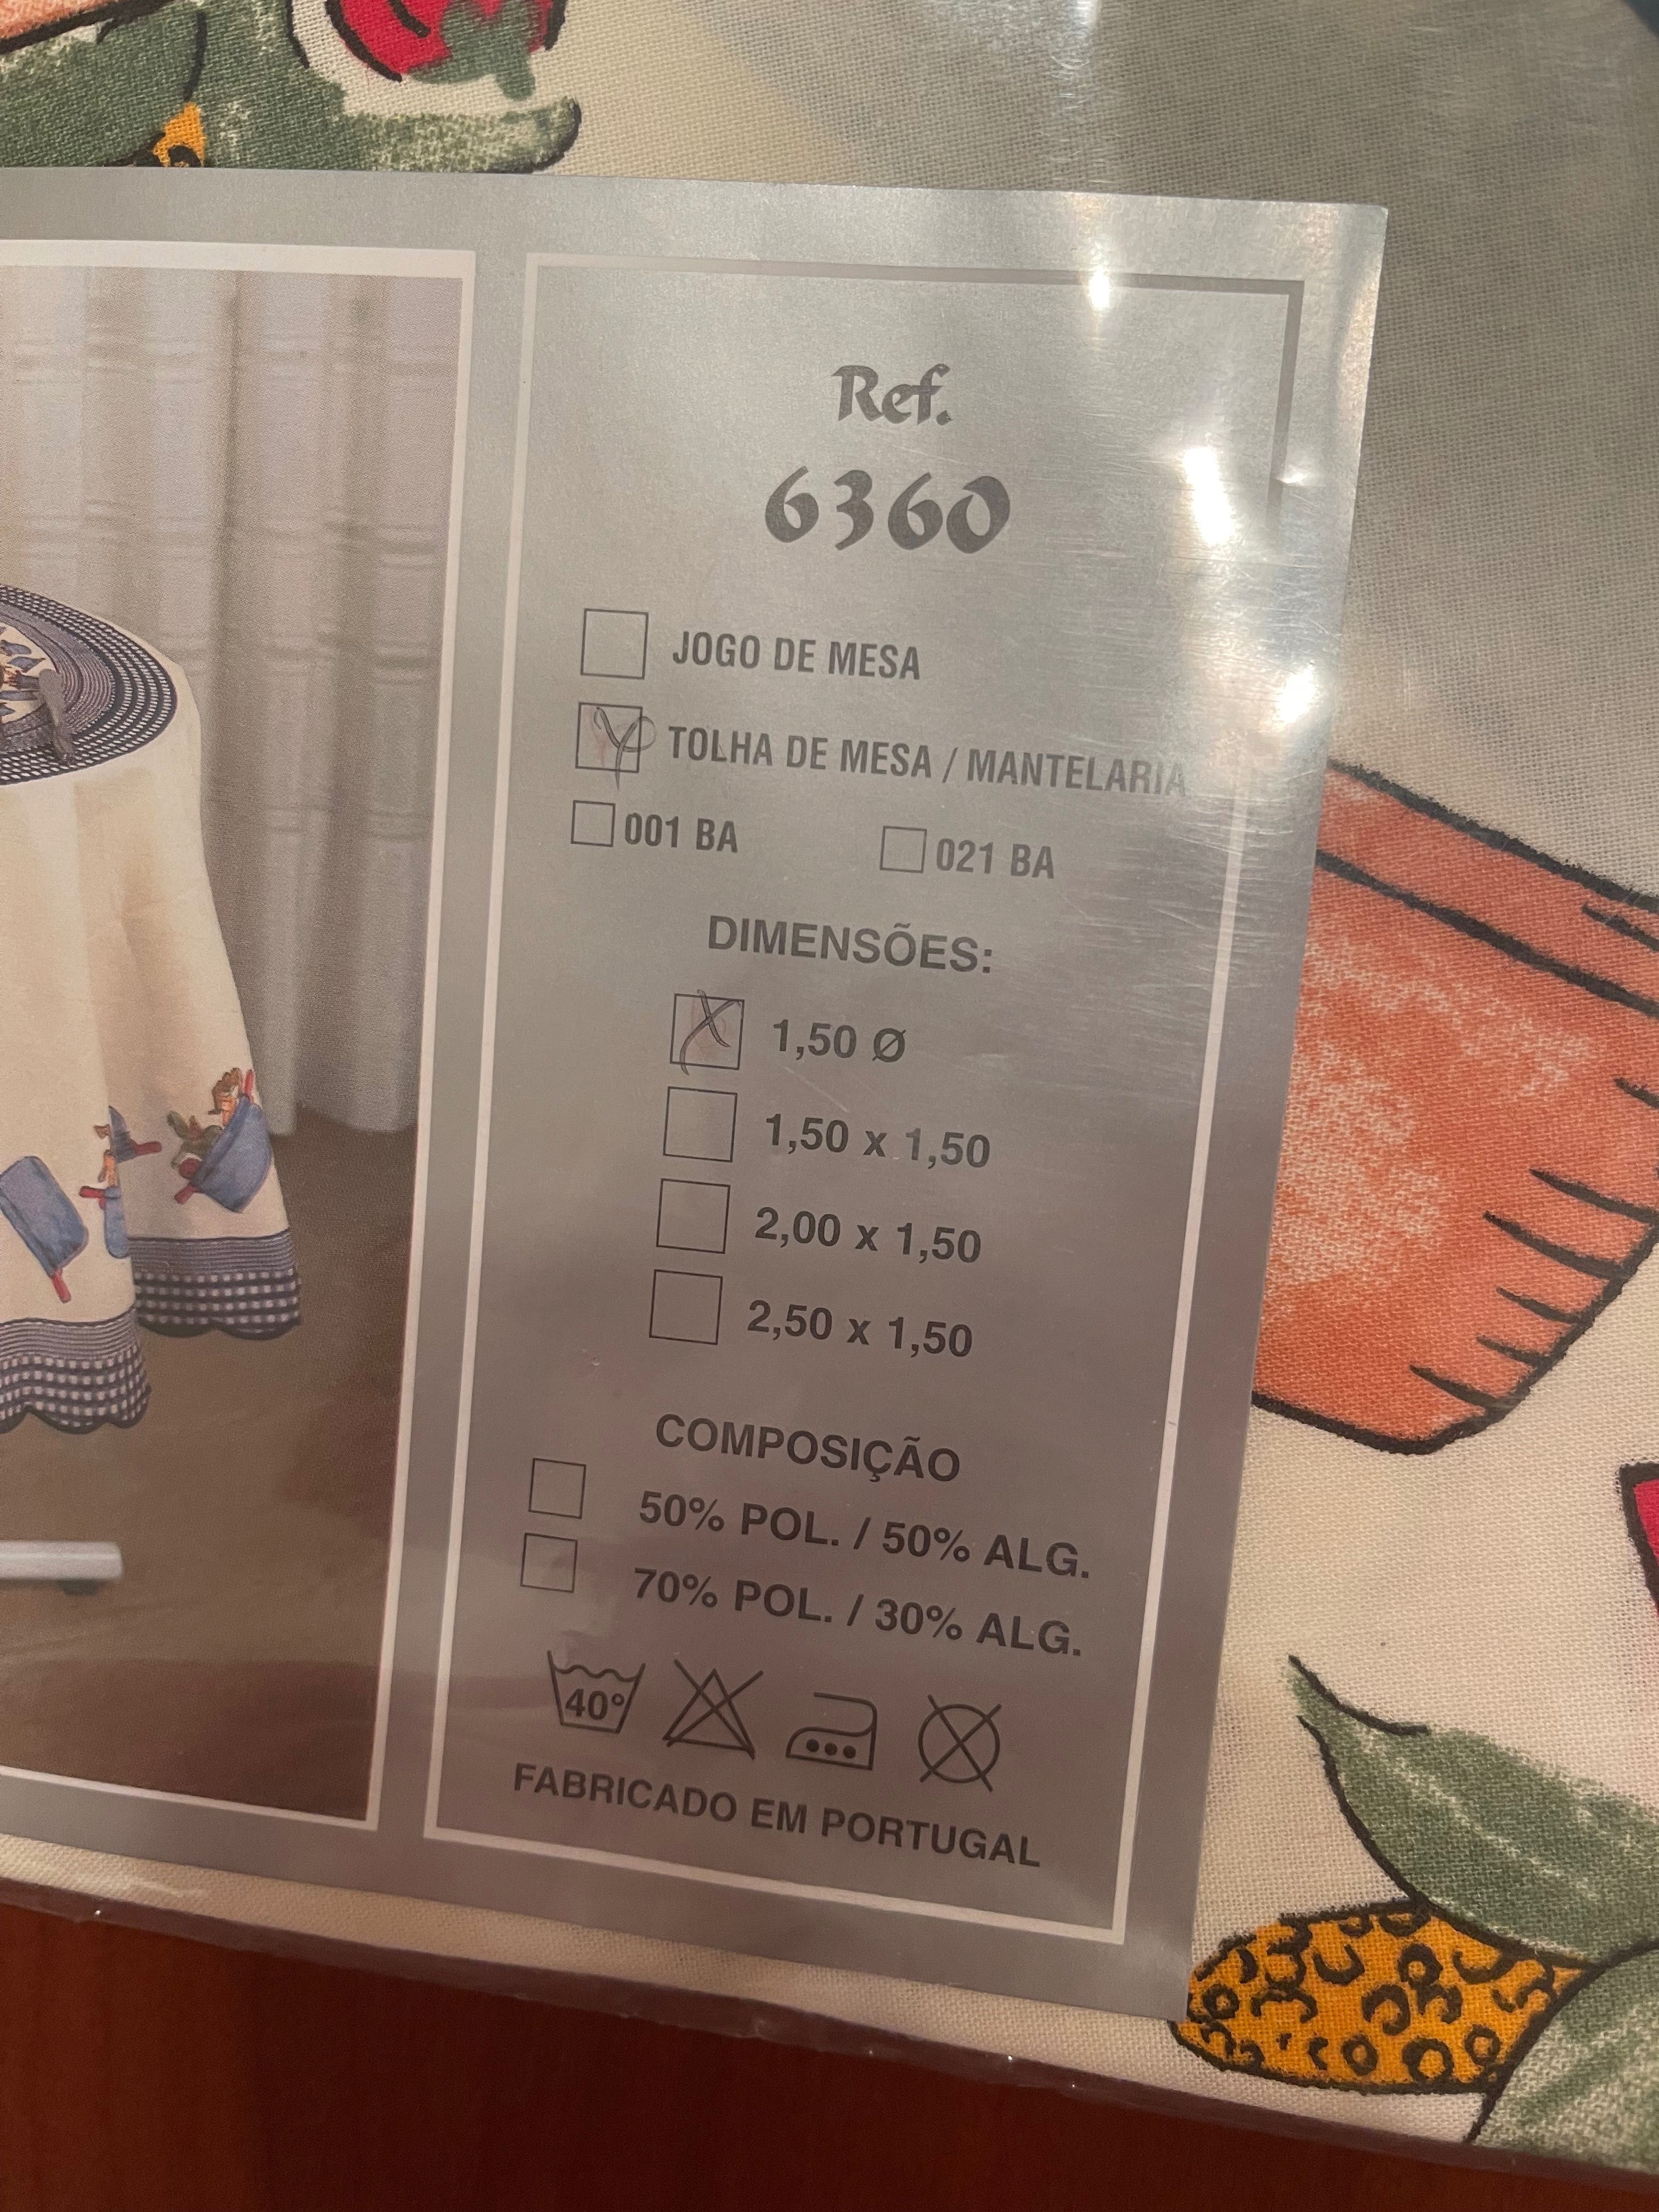 Ref.
6360
JOGO DE MESA
TOLHA DE MESA / MANTELARIA
001 BA 021 BA
DIMENSÕES:
1,50 Ø
1,50 x 1,50
2,00 x 1,50
2,50 x 1,50
COMPOSIÇÃO
50% POL. / 50% ALG.
70% POL. / 30% ALG.
40°
FABRICADO EM PORTUGAL